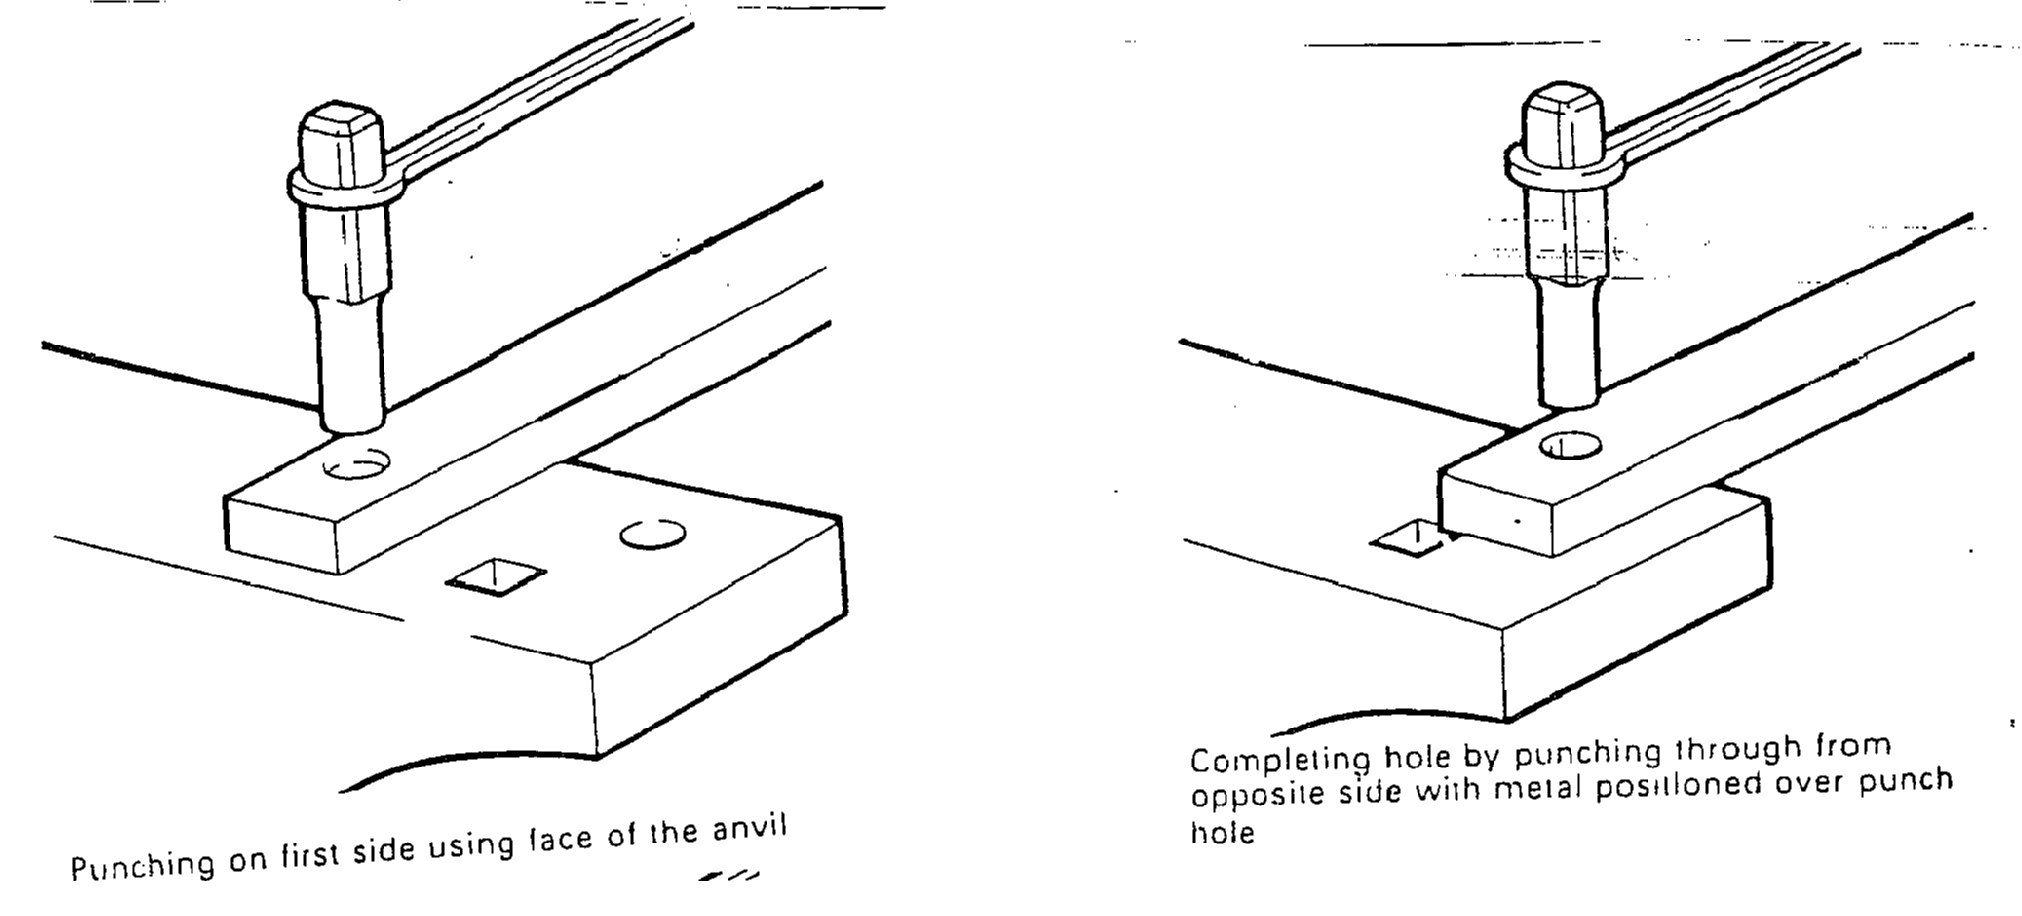 Punching on first side using face of the anvil
Completing hole by punching through from
opposite side with metal positioned over punch
hole